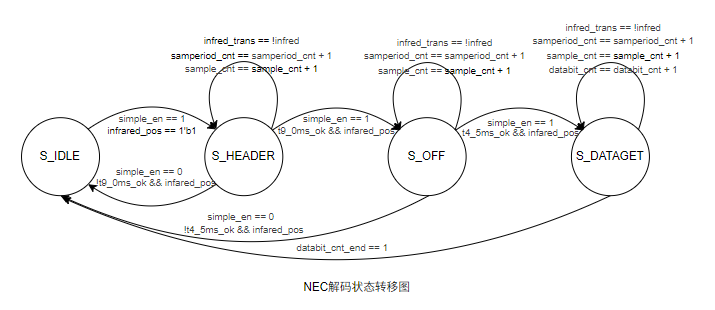 infred_trans == !infred
samperiod_cnt == samperiod_cnt + 1
sample_cnt == sample_cnt + 1
infred_trans == !infred
samperiod_cnt == samperiod_cnt + 1
sample_cnt == sample_cnt + 1
infred_trans == !infred
samperiod_cnt == samperiod_cnt + 1
sample_cnt == sample_cnt + 1
databit_cnt == databit_cnt + 1
simple_en == 1
infrared_pos == 1'b1
simple_en == 1
t9_0ms_ok && infrared_pos
simple_en == 1
t4_5ms_ok && infrared_pos
S_IDLE
S_HEADER
S_OFF
S_DATAGET
simple_en == 0
!t9_0ms_ok && infared_pos
simple_en == 0
!t4_5ms_ok && infared_pos
databit_cnt_end == 1
NEC解码状态转移图